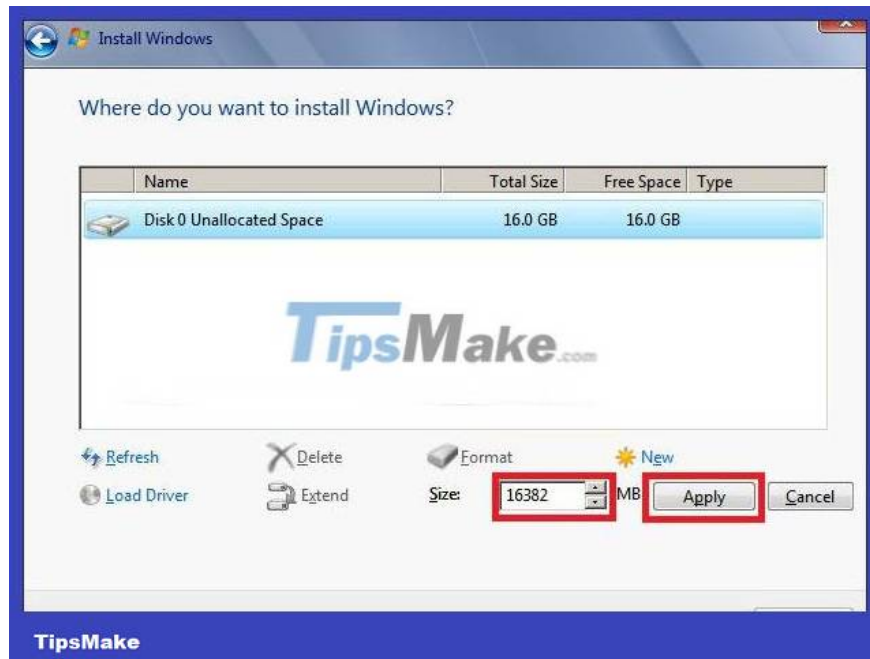 Install Windows
Where do you want to install Windows?
Name Total Size Free Space Type
Disk 0 Unallocated Space 16.0 GB 16.0 GB
TipsMake.com
Refresh Delete Format New
Load Driver Extend Size: 16382 MB Apply Cancel
TipsMake